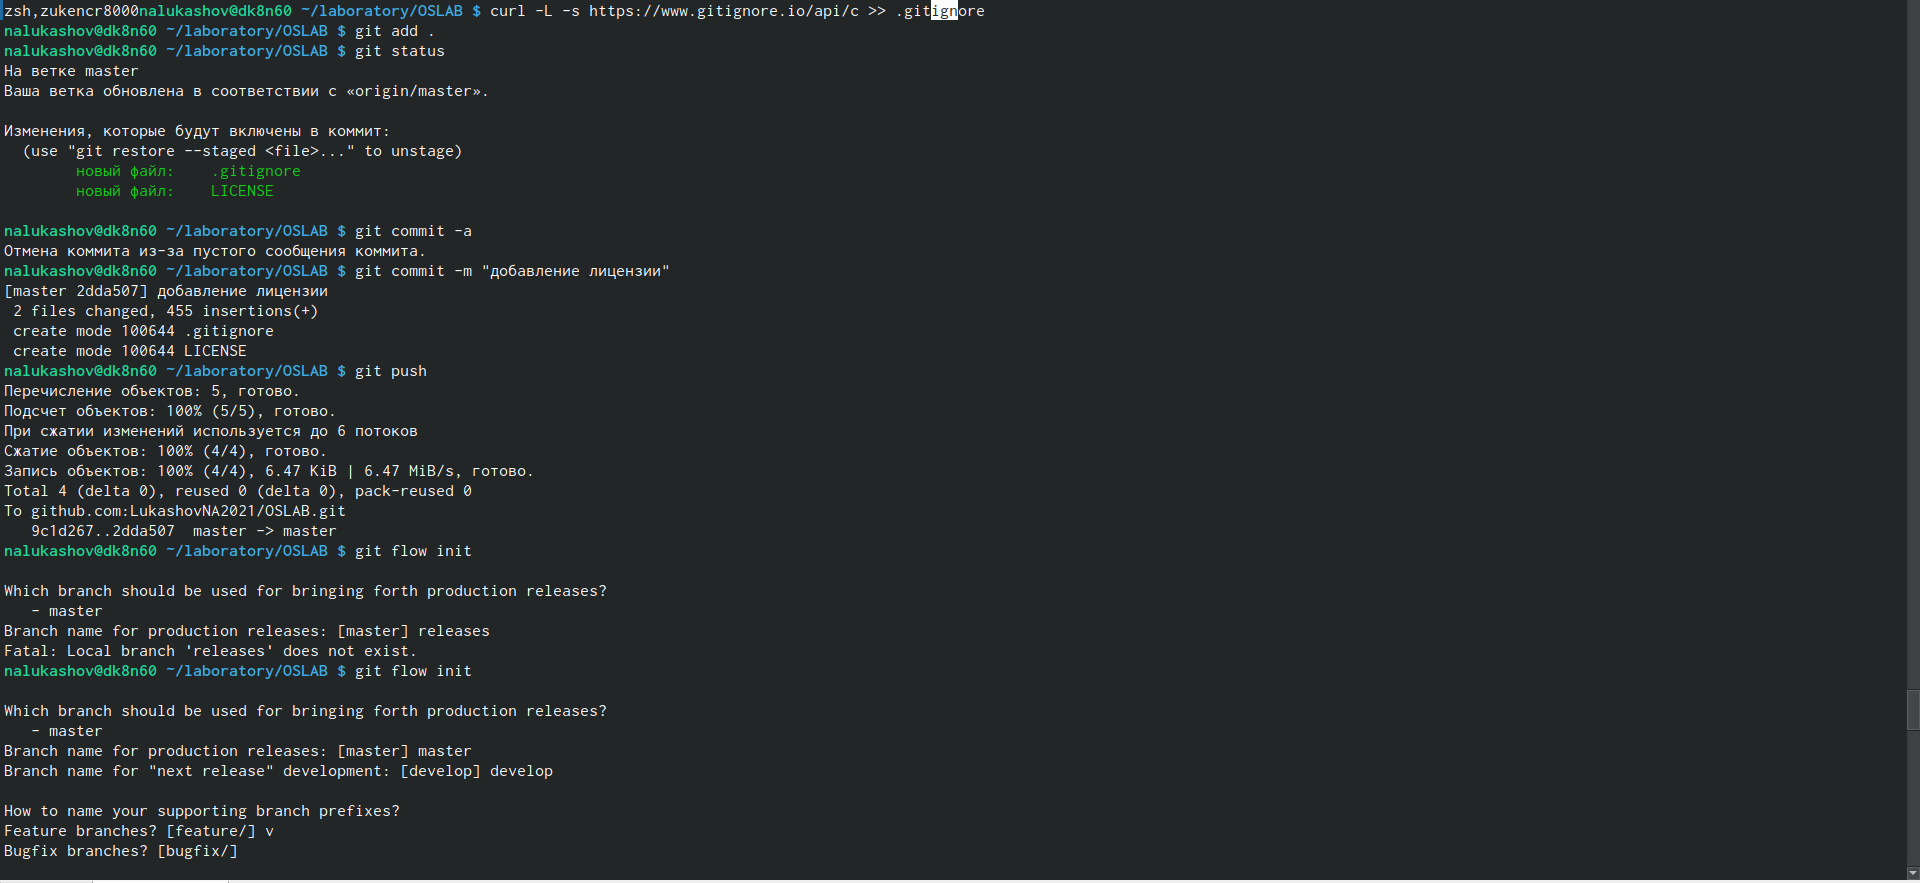 zsh,zukencr8000nalukashov@dk8n60 ~/laboratory/OSLAB $ curl -L -s https://www.gitignore.io/api/c >> .gitignore
nalukashov@dk8n60 ~/laboratory/OSLAB $ git add .
nalukashov@dk8n60 ~/laboratory/OSLAB $ git status
На ветке master
Ваша ветка обновлена в соответствии с «origin/master».
Изменения, которые будут включены в коммит:
(use "git restore --staged <file>..." to unstage)
новый файл:    .gitignore
новый файл:    LICENSE
nalukashov@dk8n60 ~/laboratory/OSLAB $ git commit -a
Отмена коммита из-за пустого сообщения коммита.
nalukashov@dk8n60 ~/laboratory/OSLAB $ git commit -m "добавление лицензии"
[master 2dda507] добавление лицензии
2 files changed, 455 insertions(+)
create mode 100644 .gitignore
create mode 100644 LICENSE
nalukashov@dk8n60 ~/laboratory/OSLAB $ git push
Перечисление объектов: 5, готово.
Подсчет объектов: 100% (5/5), готово.
При сжатии изменений используется до 6 потоков
Сжатие объектов: 100% (4/4), готово.
Запись объектов: 100% (4/4), 6.47 KiB | 6.47 MiB/s, готово.
Total 4 (delta 0), reused 0 (delta 0), pack-reused 0
To github.com:LukashovNA2021/OSLAB.git
9c1d267..2dda507  master -> master
nalukashov@dk8n60 ~/laboratory/OSLAB $ git flow init
Which branch should be used for bringing forth production releases?
- master
Branch name for production releases: [master] releases
Fatal: Local branch 'releases' does not exist.
nalukashov@dk8n60 ~/laboratory/OSLAB $ git flow init
Which branch should be used for bringing forth production releases?
- master
Branch name for production releases: [master] master
Branch name for "next release" development: [develop] develop
How to name your supporting branch prefixes?
Feature branches? [feature/] v
Bugfix branches? [bugfix/]